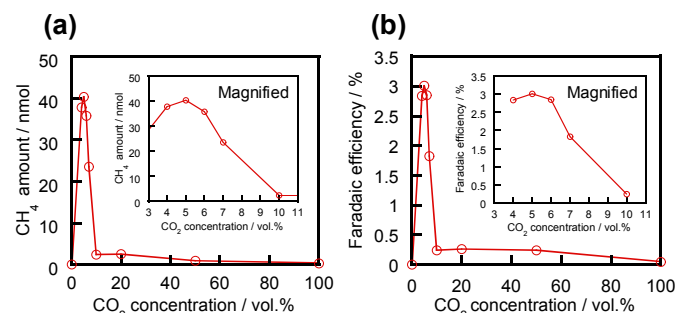 (a)
CH4 amount / nmol
50
40
30
20
10
0
0 20 40 60 80 100
CO2 concentration / vol.%
Magnified
CH4 amount / nmol
50
40
30
20
10
0
3 4 5 6 7 8 9 10 11
CO2 concentration / vol.%
(b)
Faradaic efficiency / %
3.5
3
2.5
2
1.5
1
0.5
0
0 20 40 60 80 100
CO2 concentration / vol.%
Magnified
Faradaic efficiency / %
3.5
3
2.5
2
1.5
1
0.5
0
3 4 5 6 7 8 9 10 11
CO2 concentration / vol.%